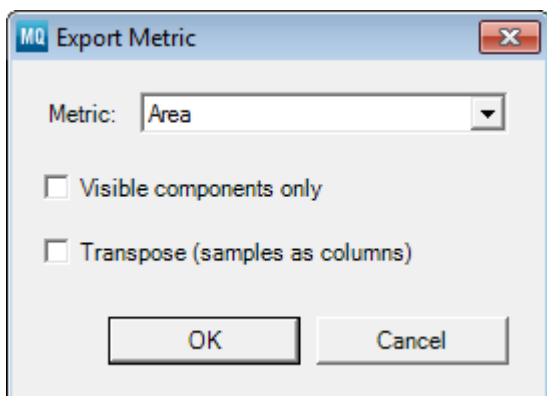 MQ Export Metric
Metric: Area
Visible components only
Transpose (samples as columns)
OK Cancel